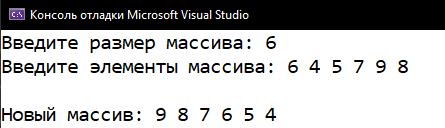 Консоль отладки Microsoft Visual Studio
Введите размер массива: 6
Введите элементы массива: 6 4 5 7 9 8
Новый массив: 9 8 7 6 5 4